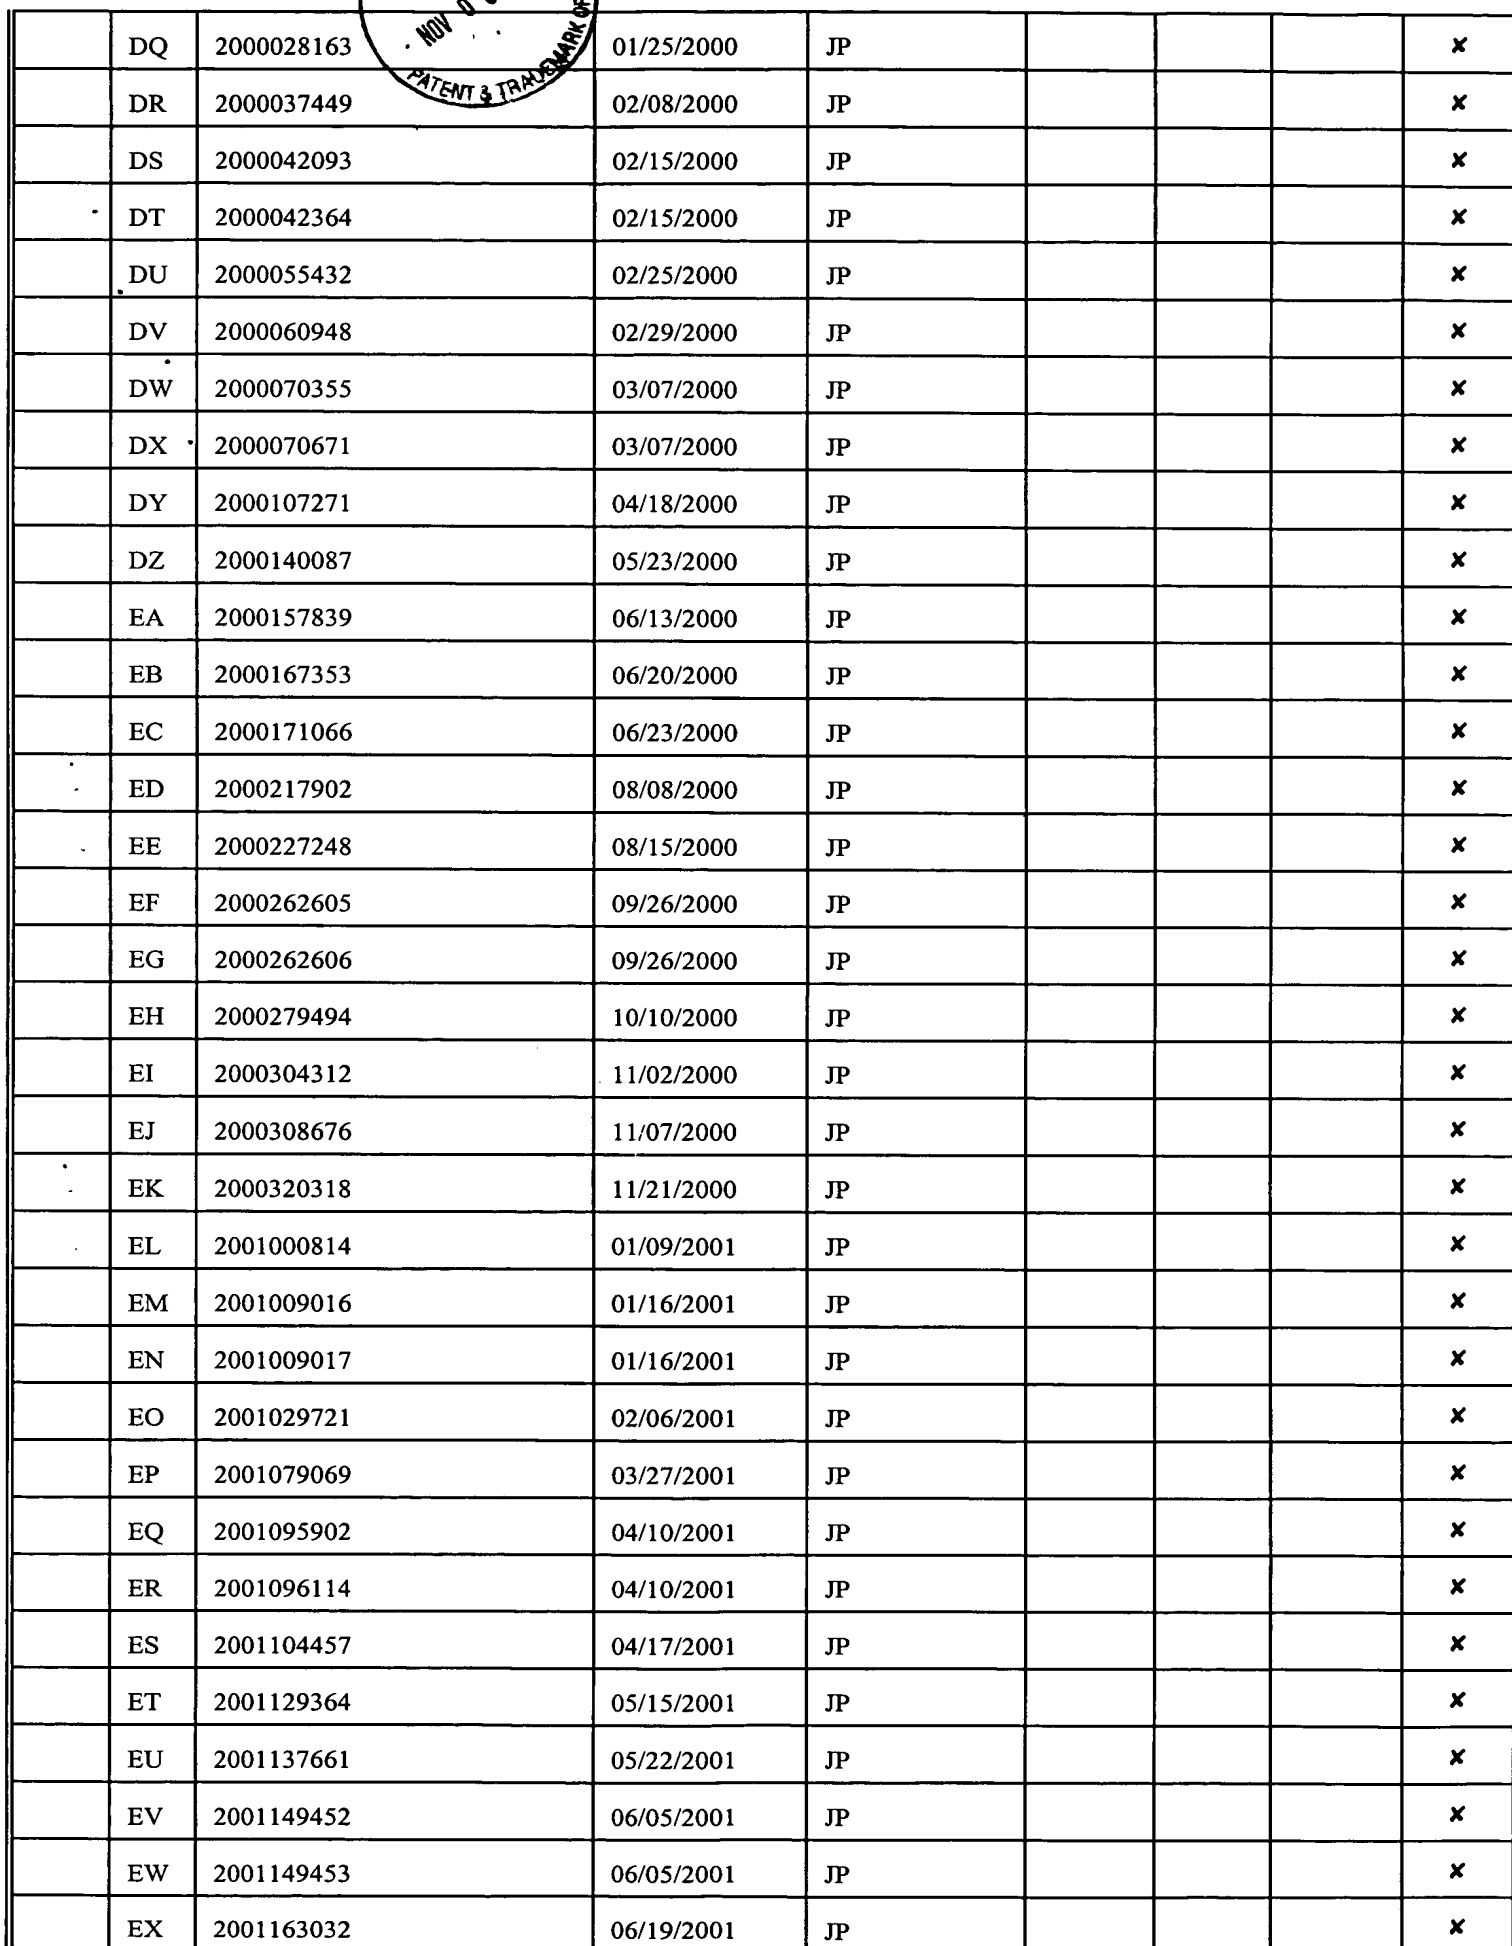 NOV 0
PATENT & TRADEMARK OF
DQ 2000028163 01/25/2000 JP ✘
DR 2000037449 02/08/2000 JP ✘
DS 2000042093 02/15/2000 JP ✘
DT 2000042364 02/15/2000 JP ✘
DU 2000055432 02/25/2000 JP ✘
DV 2000060948 02/29/2000 JP ✘
DW 2000070355 03/07/2000 JP ✘
DX 2000070671 03/07/2000 JP ✘
DY 2000107271 04/18/2000 JP ✘
DZ 2000140087 05/23/2000 JP ✘
EA 2000157839 06/13/2000 JP ✘
EB 2000167353 06/20/2000 JP ✘
EC 2000171066 06/23/2000 JP ✘
ED 2000217902 08/08/2000 JP ✘
EE 2000227248 08/15/2000 JP ✘
EF 2000262605 09/26/2000 JP ✘
EG 2000262606 09/26/2000 JP ✘
EH 2000279494 10/10/2000 JP ✘
EI 2000304312 11/02/2000 JP ✘
EJ 2000308676 11/07/2000 JP ✘
EK 2000320318 11/21/2000 JP ✘
EL 2001000814 01/09/2001 JP ✘
EM 2001009016 01/16/2001 JP ✘
EN 2001009017 01/16/2001 JP ✘
EO 2001029721 02/06/2001 JP ✘
EP 2001079069 03/27/2001 JP ✘
EQ 2001095902 04/10/2001 JP ✘
ER 2001096114 04/10/2001 JP ✘
ES 2001104457 04/17/2001 JP ✘
ET 2001129364 05/15/2001 JP ✘
EU 2001137661 05/22/2001 JP ✘
EV 2001149452 06/05/2001 JP ✘
EW 2001149453 06/05/2001 JP ✘
EX 2001163032 06/19/2001 JP ✘